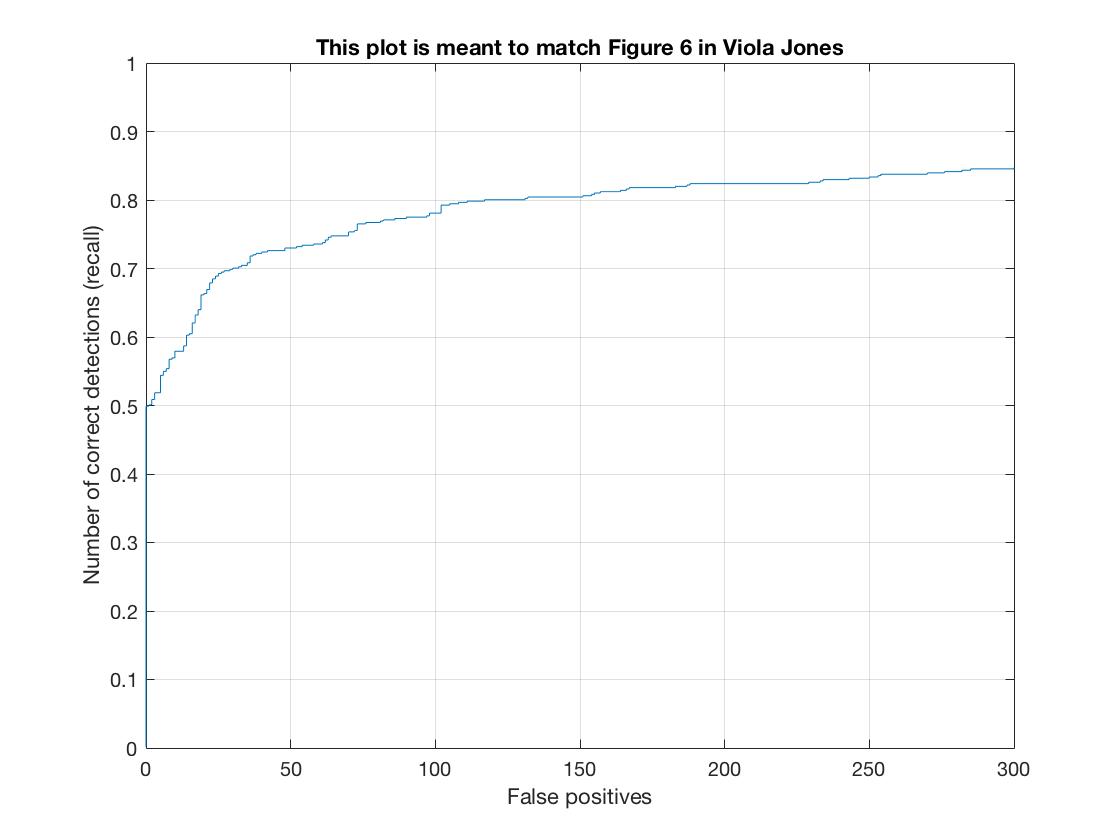 This plot is meant to match Figure 6 in Viola Jones
1
0.9
0.8
0.7
0.6
0.5
0.4
0.3
0.2
0.1
0
Number of correct detections (recall)
0 50 100 150 200 250 300
False positives